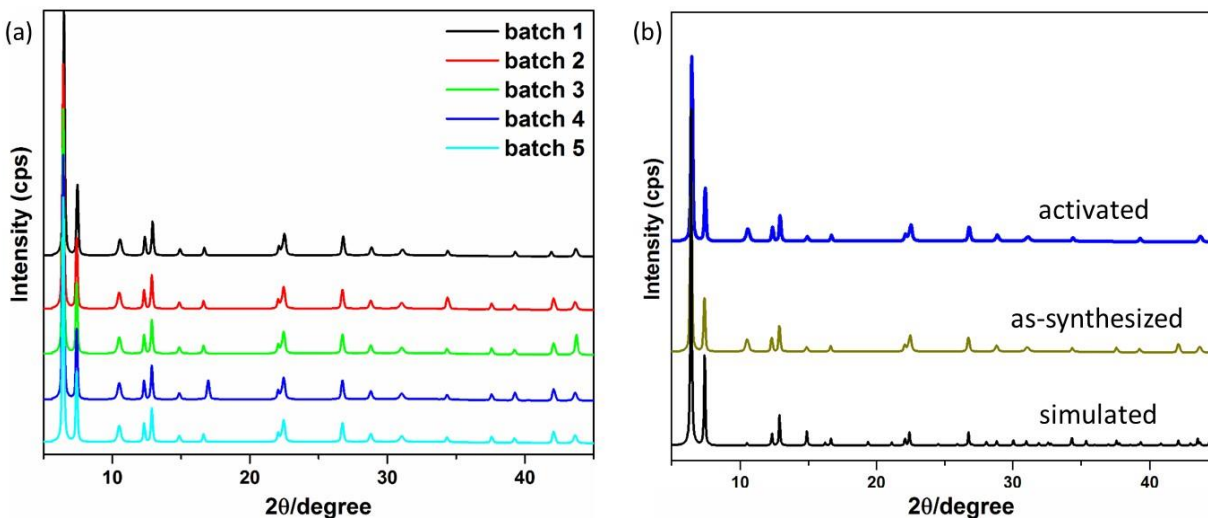 (a)
batch 1
batch 2
batch 3
batch 4
batch 5
Intensity (cps)
10 20 30 40
2θ/degree
(b)
activated
as-synthesized
simulated
Intensity (cps)
10 20 30 40
2θ/degree